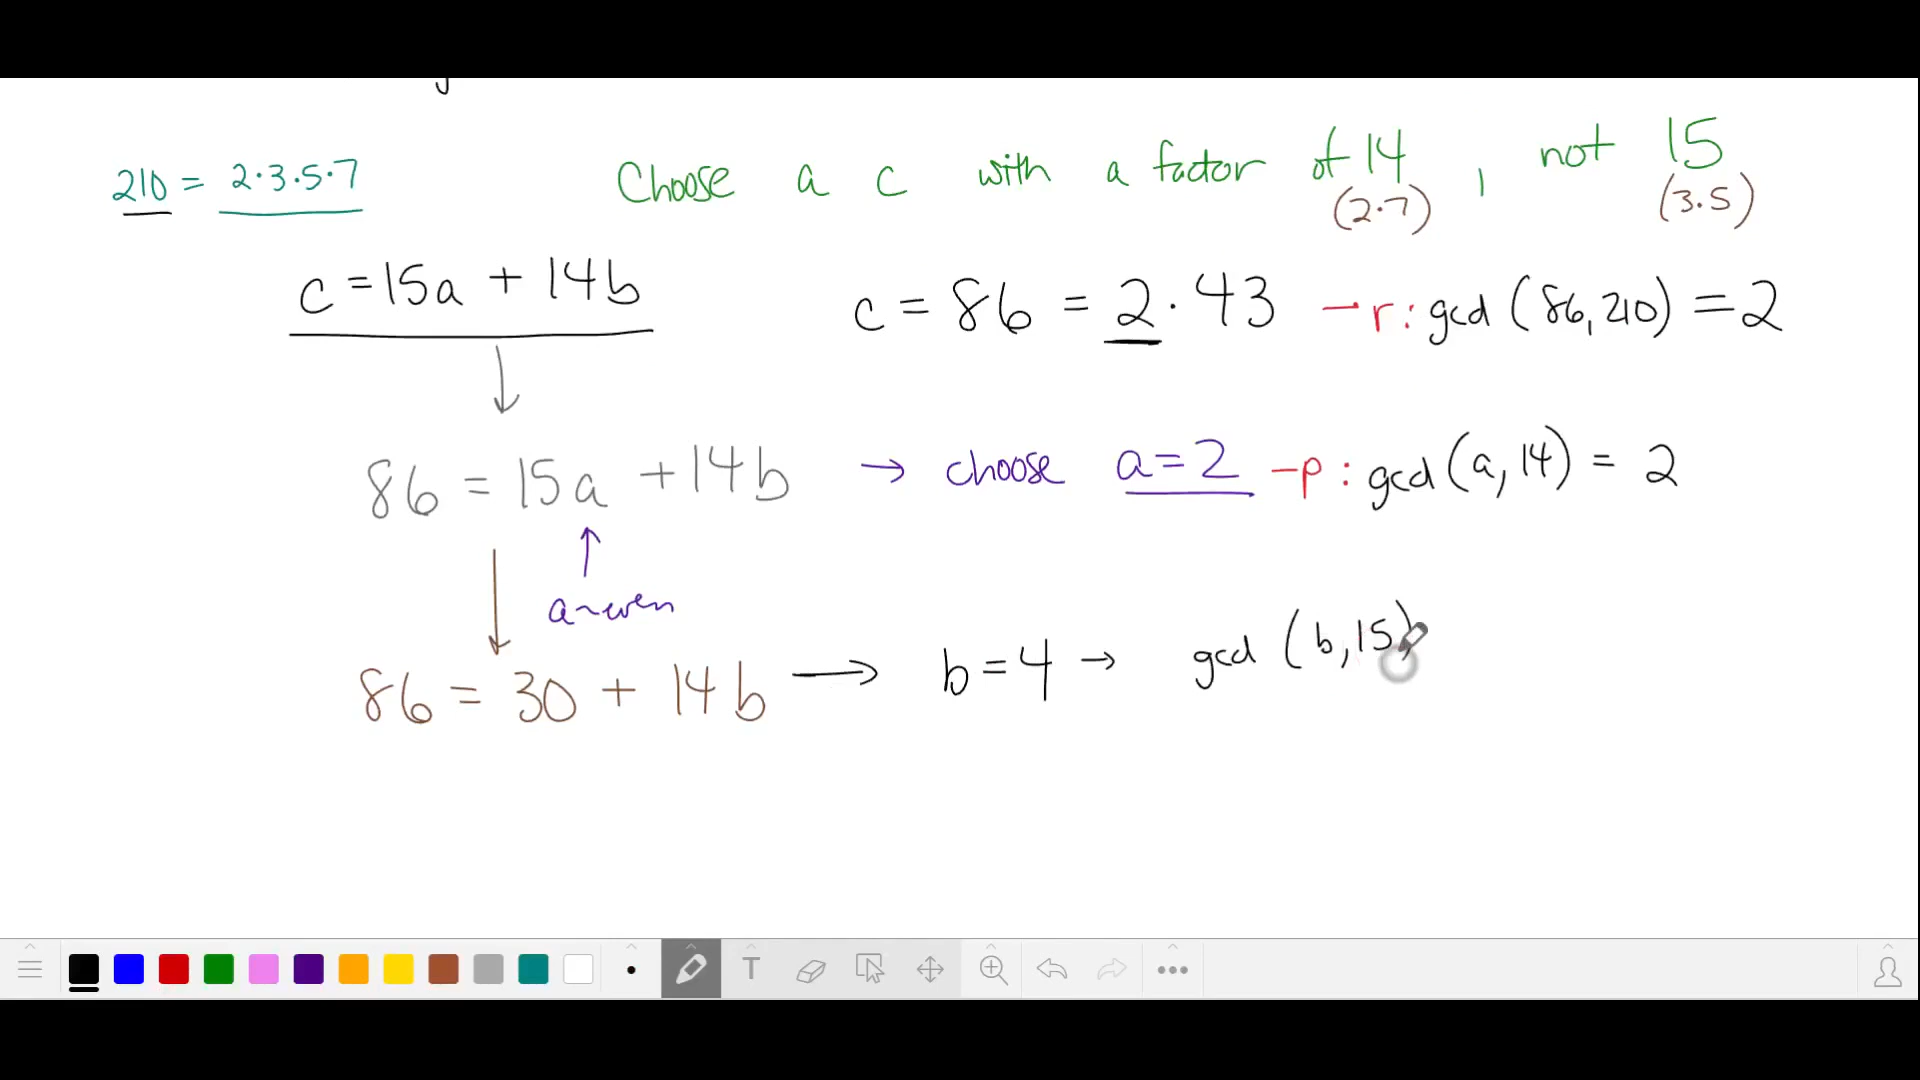 210 = 2·3·5·7
Choose a c with a factor of 14, not 15
(2·7) (3·5)
c = 15a + 14b
c = 86 = 2·43 - r: gcd (86, 210) = 2
86 = 15a + 14b → choose a = 2 - p: gcd (a, 14) = 2
a~even
86 = 30 + 14b → b = 4 → gcd (b, 15)
T